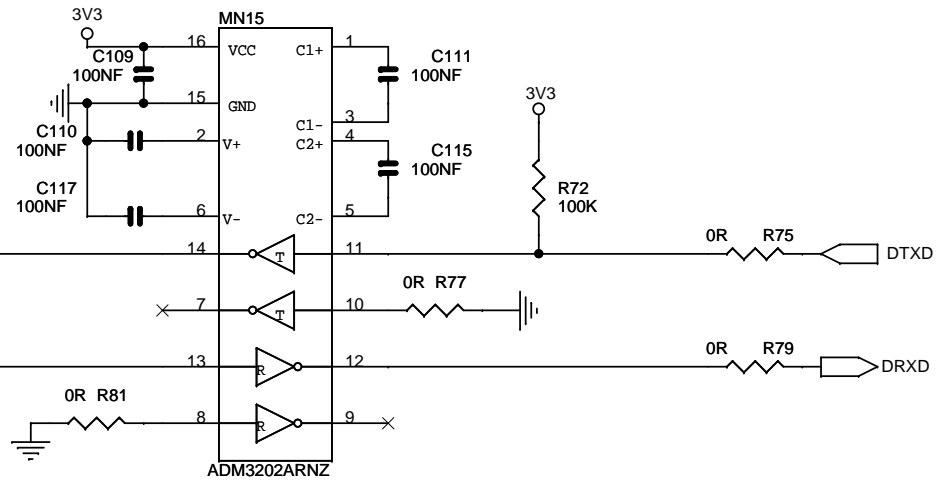 MN15
3V3
16 VCC C1+ 1
C109
100NF
C111
100NF
15 GND
3V3
C1- 3
C110
100NF
2 V+ C2+ 4
C115
100NF
R72
100K
C117
100NF
6 V- C2- 5
14 T 11
0R R75
DTXD
7 T 10
0R R77
13 R 12
0R R79
DRXD
0R R81
8 R 9
ADM3202ARNZ